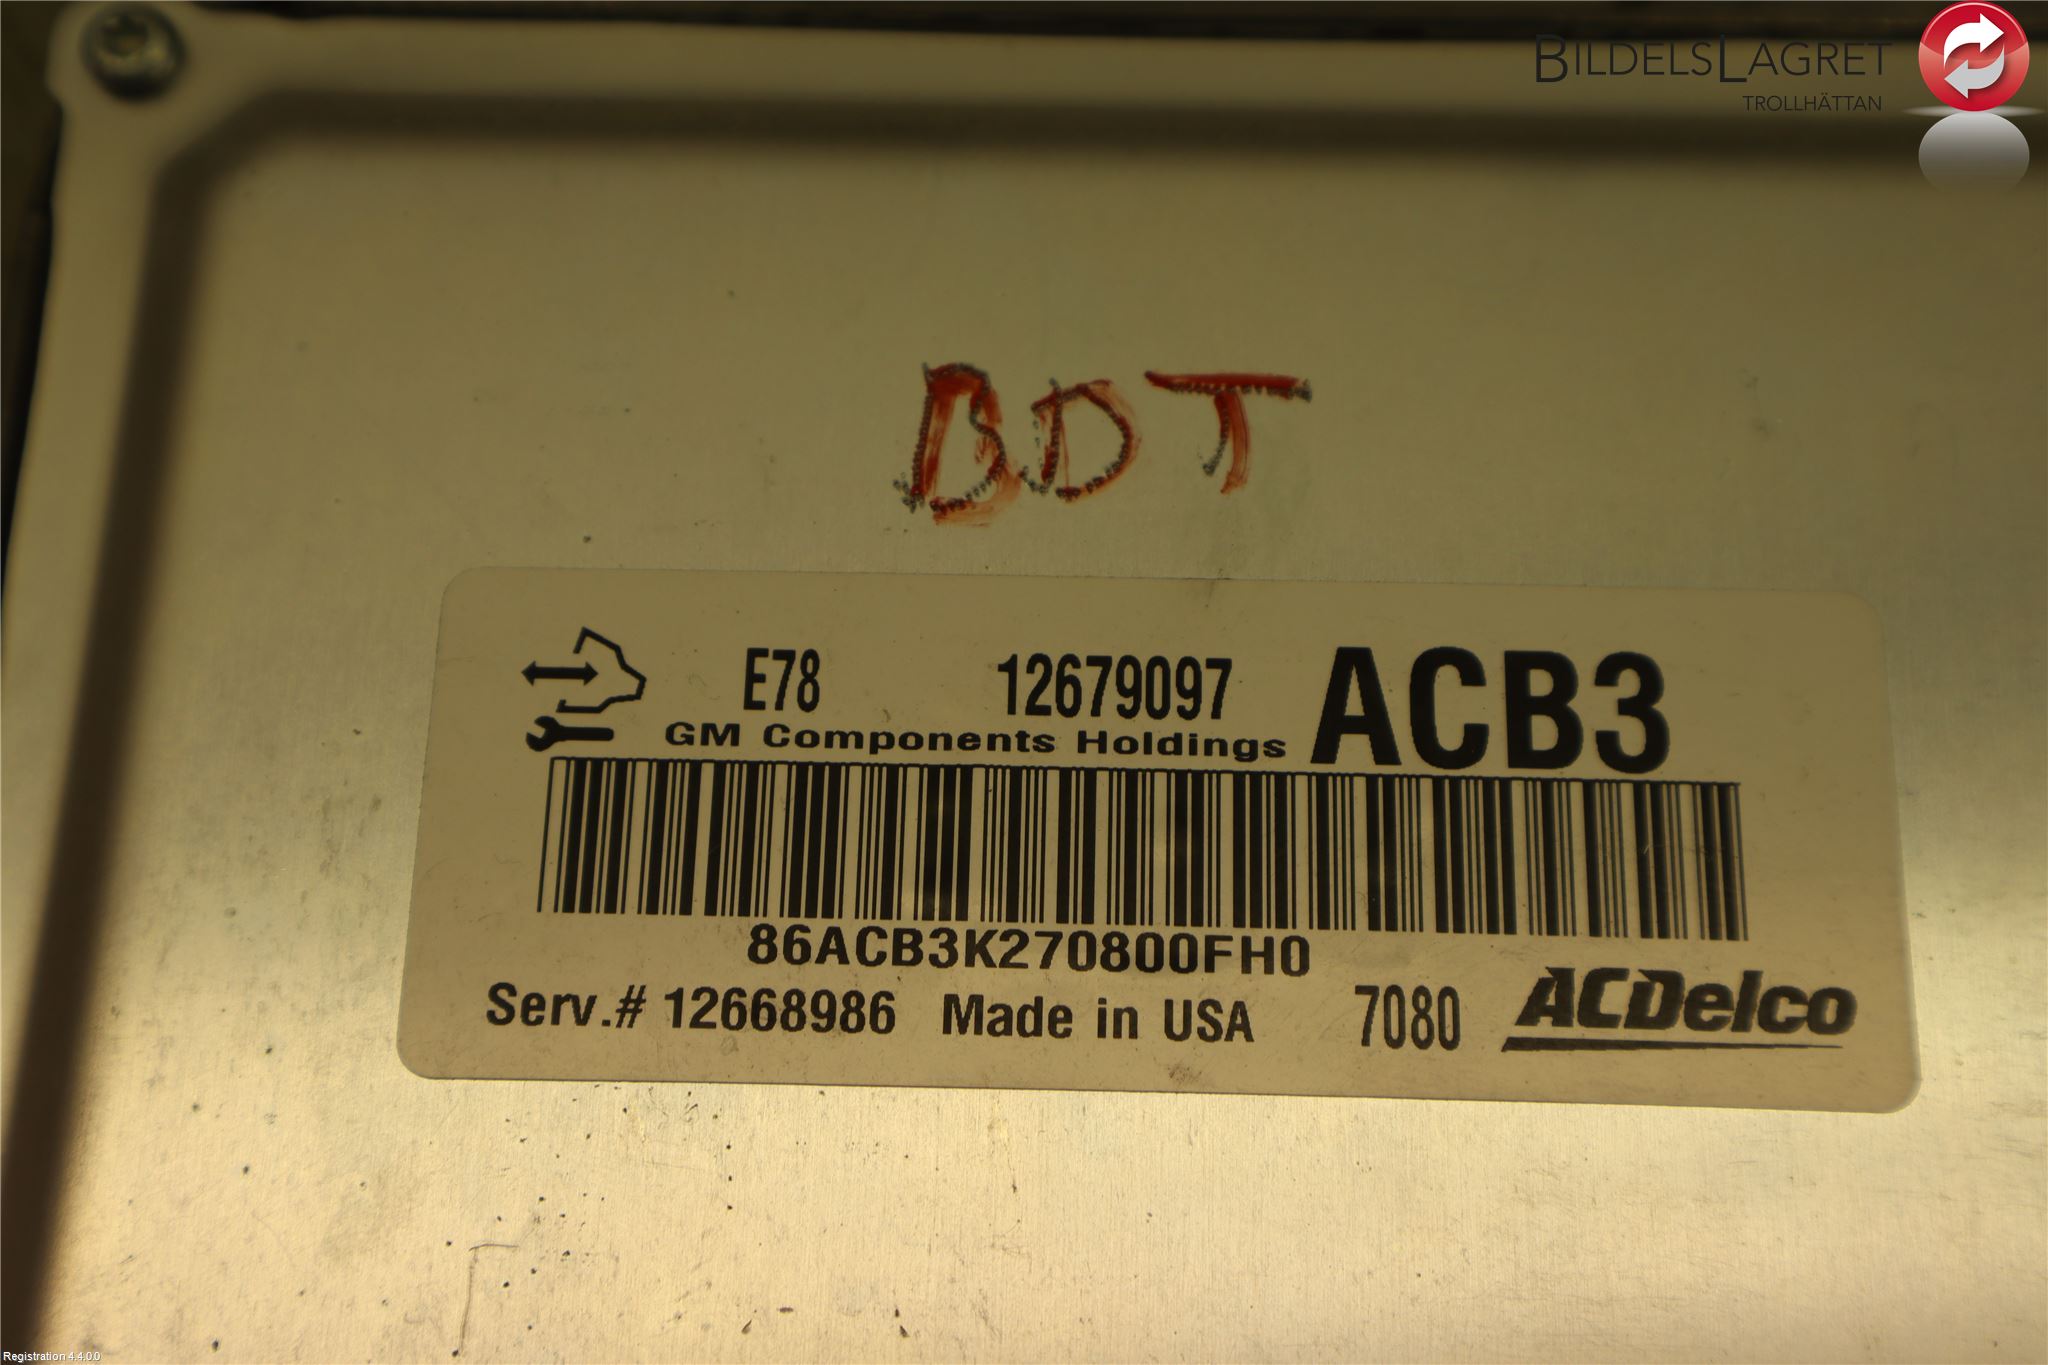 BILDELSLAGRET
TROLLHÄTTAN
BDT
E78 12679097 ACB3
GM Components Holdings
86ACB3K270800FH0
Serv.# 12668986 Made in USA 7080 ACDelco
Registration 4.4.0.0